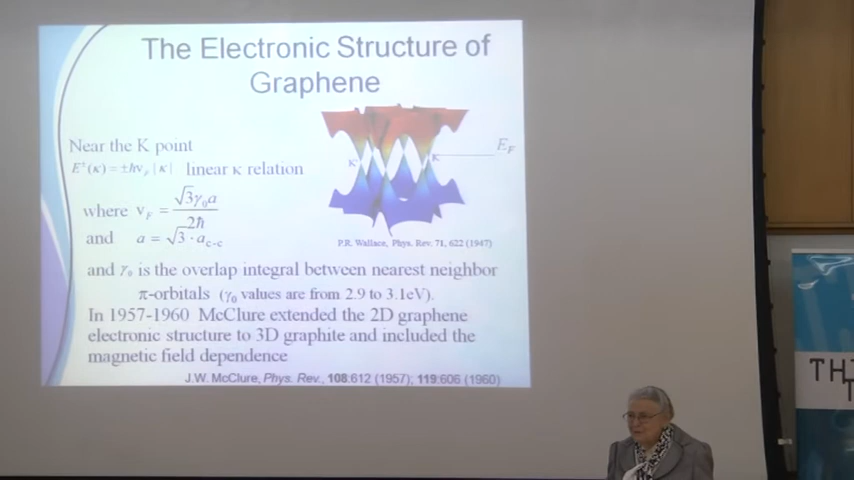 The Electronic Structure of
Graphene
Near the K point
E±(κ) = ±ħv_F |κ| linear κ relation
where v_F = √3γ₀a / 2ħ
and a = √3 · a_C-C
K'
K
E_F
P.R. Wallace, Phys. Rev. 71, 622 (1947)
and γ₀ is the overlap integral between nearest neighbor
π-orbitals (γ₀ values are from 2.9 to 3.1eV).
In 1957-1960 McClure extended the 2D graphene
electronic structure to 3D graphite and included the
magnetic field dependence
J.W. McClure, Phys. Rev., 108:612 (1957); 119:606 (1960)